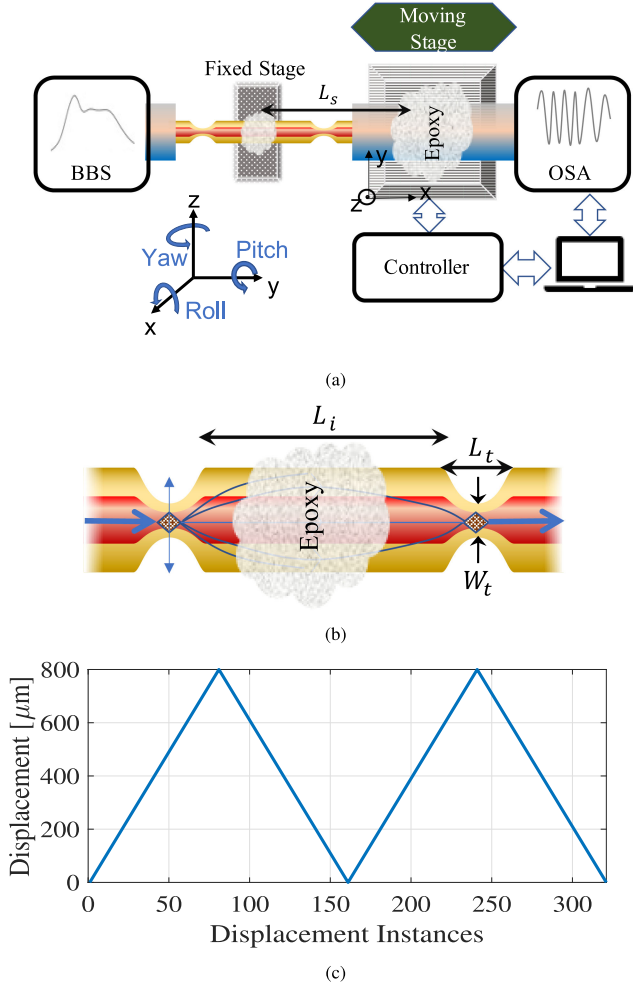 Moving
Stage
Fixed Stage
L_s
Epoxy
BBS
OSA
y
x
z
z
Yaw
Pitch
y
Roll
x
Controller
(a)
L_i
L_t
Epoxy
W_t
(b)
Displacement [μm]
800
600
400
200
0
0 50 100 150 200 250 300
Displacement Instances
(c)